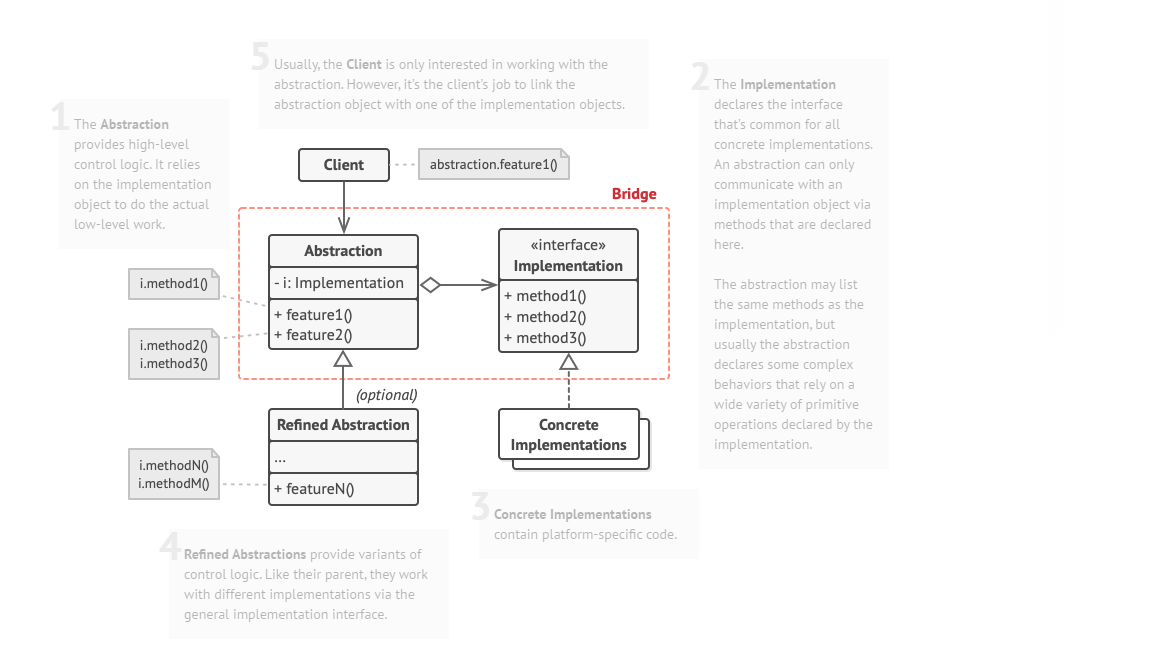 5
Usually, the Client is only interested in working with the
abstraction. However, it's the client's job to link the
abstraction object with one of the implementation objects.
1
The Abstraction
provides high-level
control logic. It relies
on the implementation
object to do the actual
low-level work.
2
The Implementation
declares the interface
that's common for all
concrete implementations.
An abstraction can only
communicate with an
implementation object via
methods that are declared
here.
The abstraction may list
the same methods as the
implementation, but
usually the abstraction
declares some complex
behaviors that rely on a
wide variety of primitive
operations declared by the
implementation.
Client
abstraction.feature1()
Bridge
Abstraction
- i: Implementation
+ feature1()
+ feature2()
«interface»
Implementation
+ method1()
+ method2()
+ method3()
i.method1()
i.method2()
i.method3()
(optional)
Refined Abstraction
...
+ featureN()
Concrete
Implementations
i.methodN()
i.methodM()
3
Concrete Implementations
contain platform-specific code.
4
Refined Abstractions provide variants of
control logic. Like their parent, they work
with different implementations via the
general implementation interface.